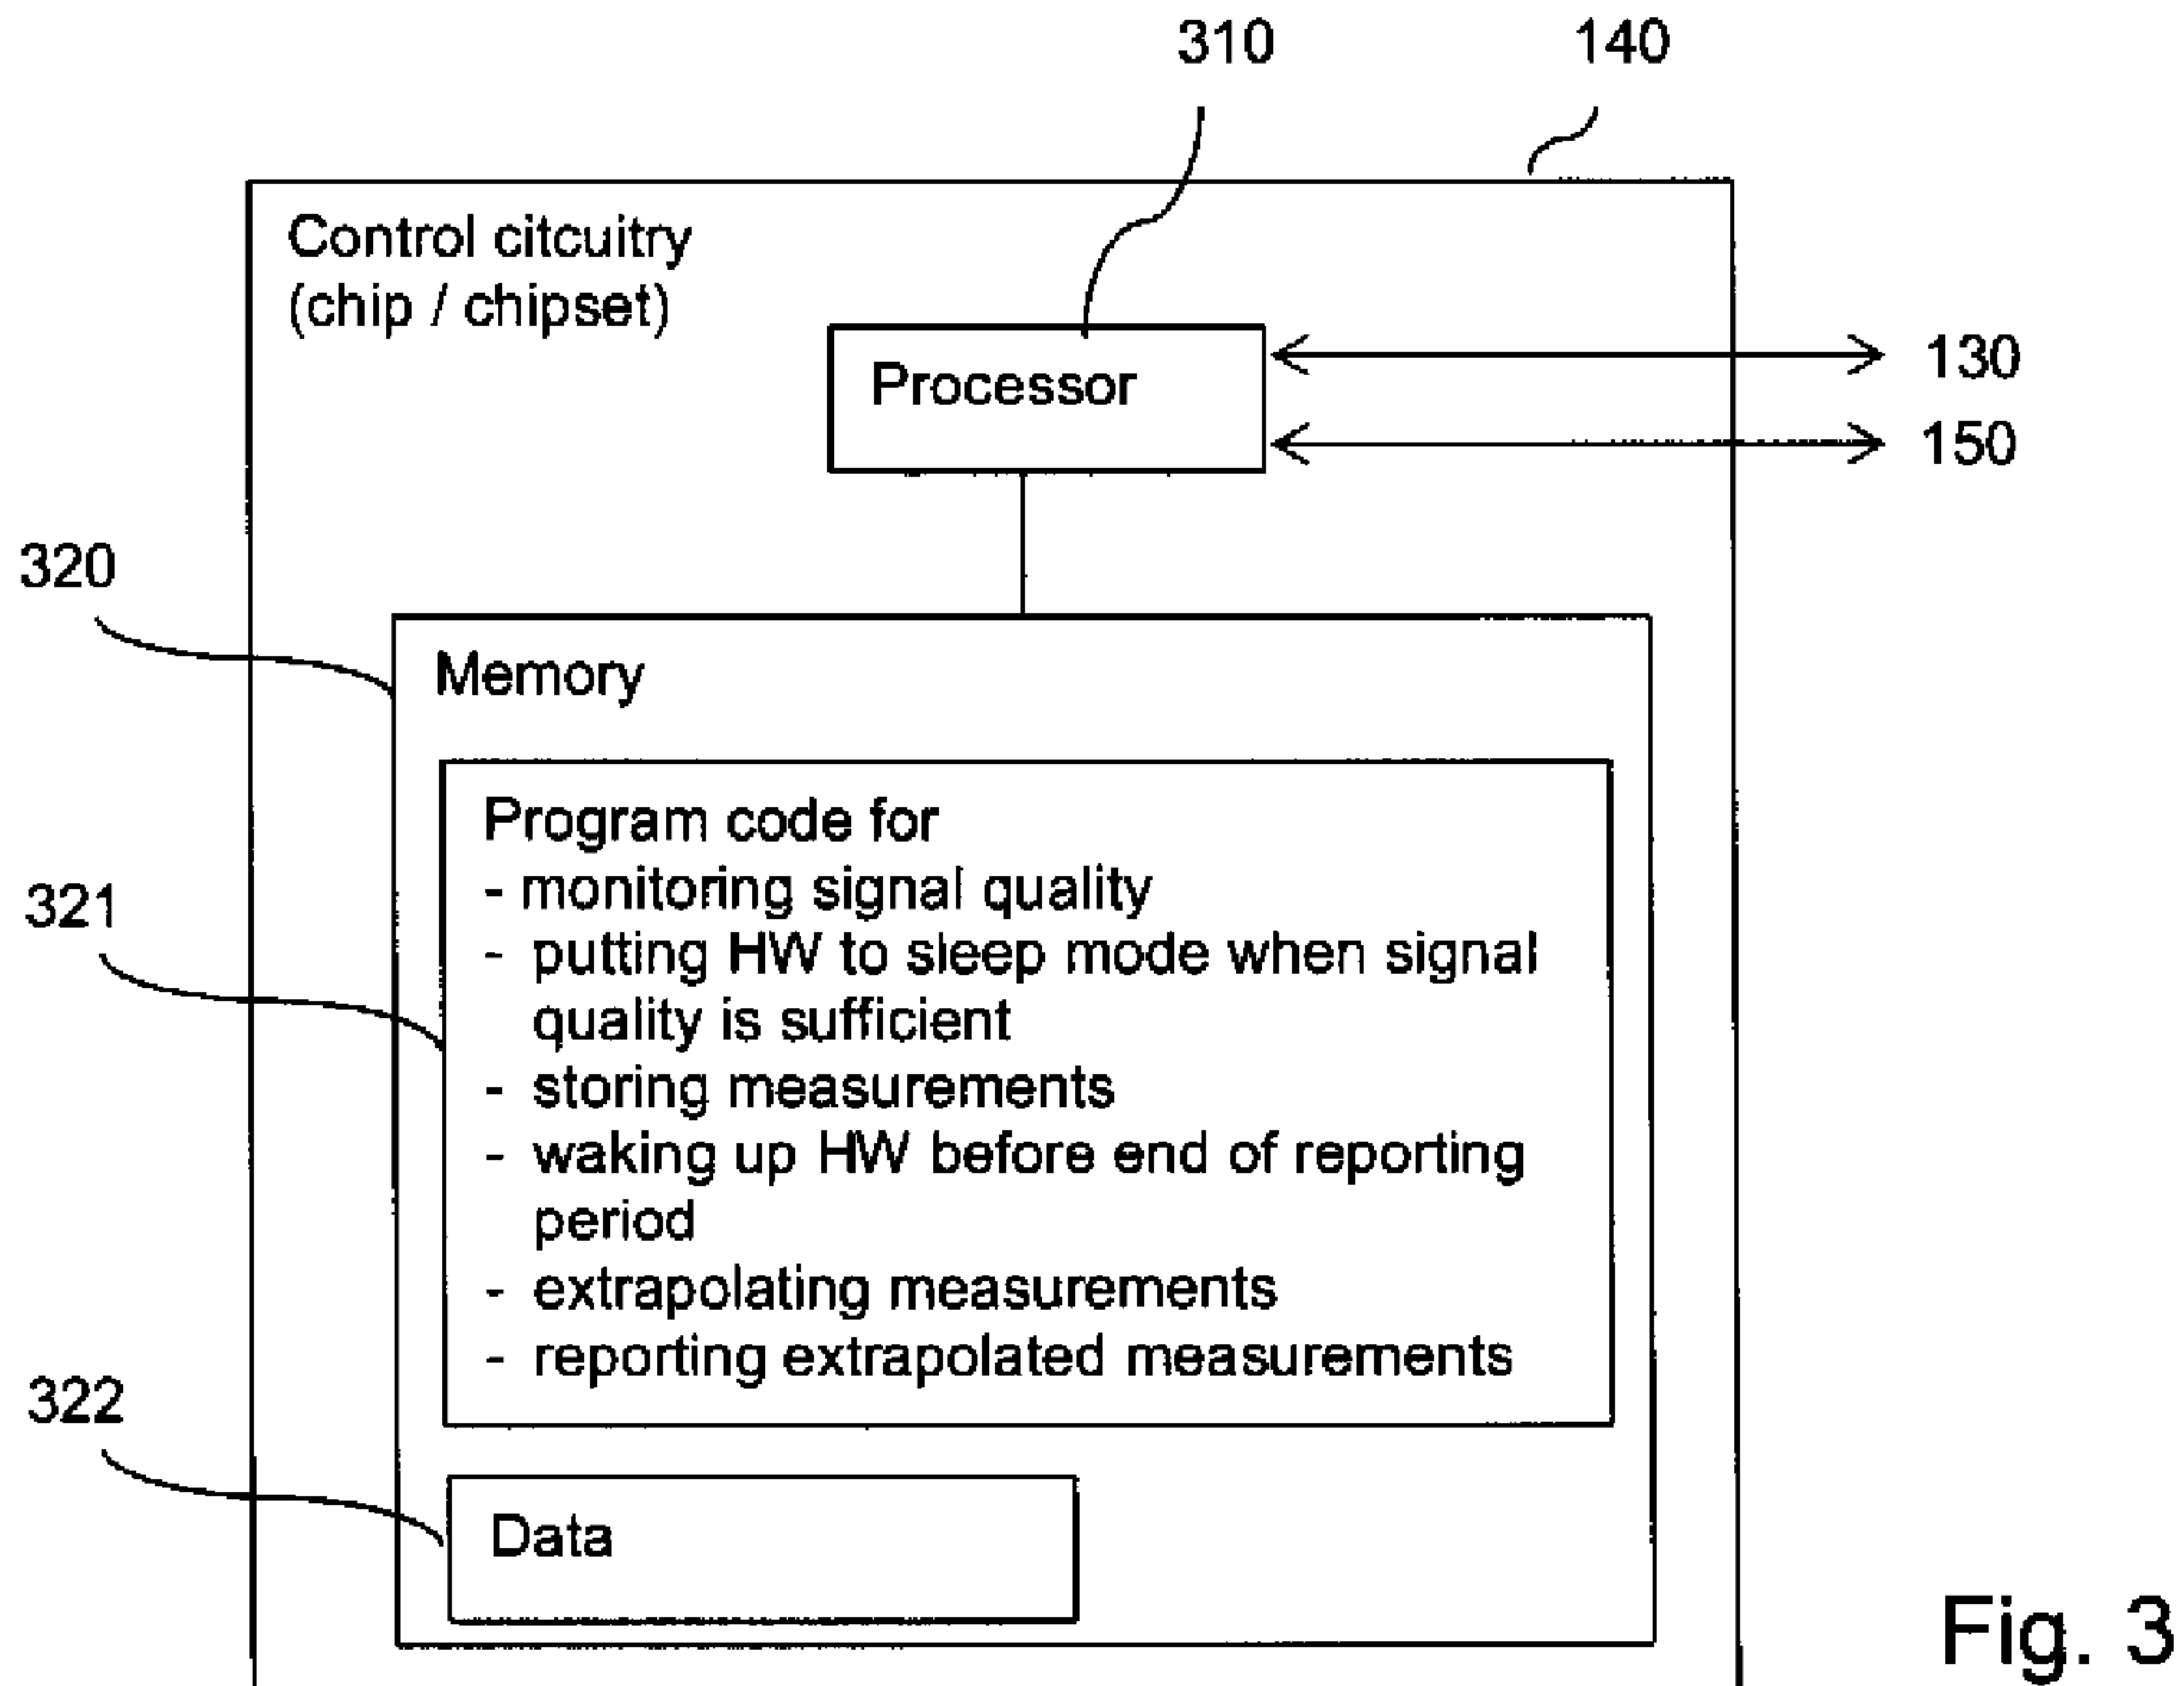 310
140
Control citcuitry
(chip / chipset)
Processor
130
150
320
Memory
Program code for
- monitoring signal quality
- putting HW to sleep mode when signal
quality is sufficient
- storing measurements
- waking up HW before end of reporting
period
- extrapolating measurements
- reporting extrapolated measurements
321
322
Data
Fig. 3